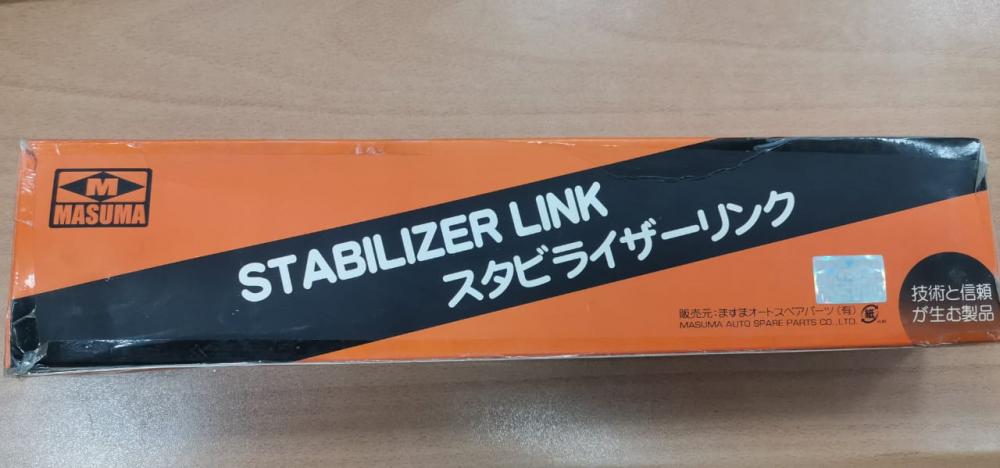 M
MASUMA
STABILIZER LINK
スタビライザーリンク
販売元:ますまオートスペアパーツ(有)
MASUMA AUTO SPARE PARTS CO.,LTD.
紙
技術と信頼
が生む製品